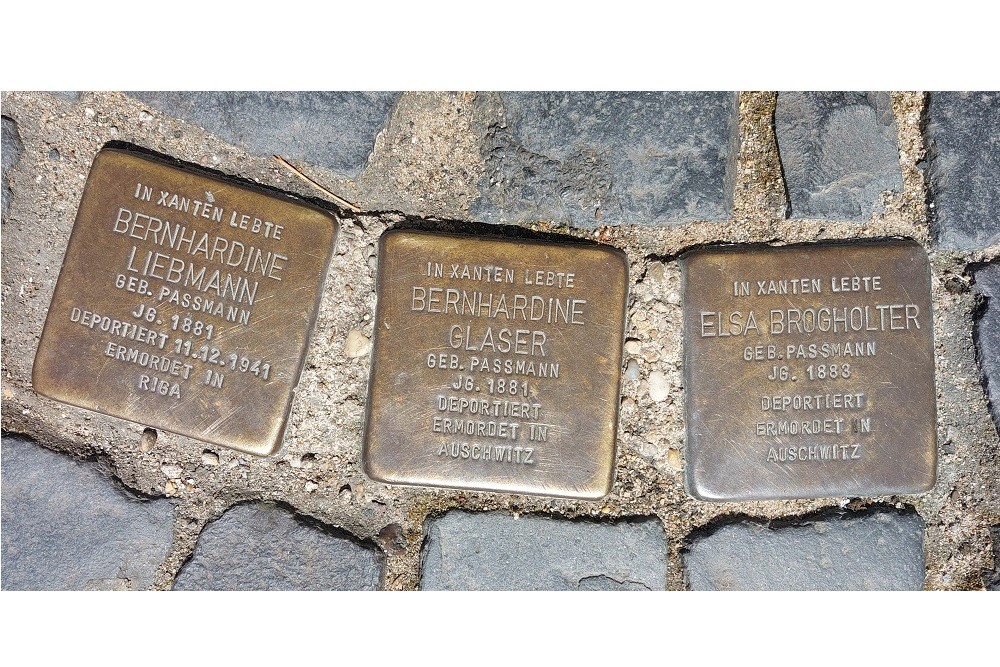 IN XANTEN LEBTE
BERNHARDINE
LIEBMANN
GEB. PASSMANN
JG. 1881
DEPORTIERT 11.12.1941
ERMORDET IN
RIGA
IN XANTEN LEBTE
BERNHARDINE
GLASER
GEB. PASSMANN
JG. 1881
DEPORTIERT
ERMORDET IN
AUSCHWITZ
IN XANTEN LEBTE
ELSA BROGHOLTER
GEB. PASSMANN
JG. 1883
DEPORTIERT
ERMORDET IN
AUSCHWITZ